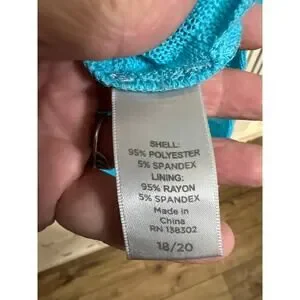 SHELL:
95% POLYESTER
5% SPANDEX
LINING:
95% RAYON
5% SPANDEX
Made in
China
RN 138302
18/20